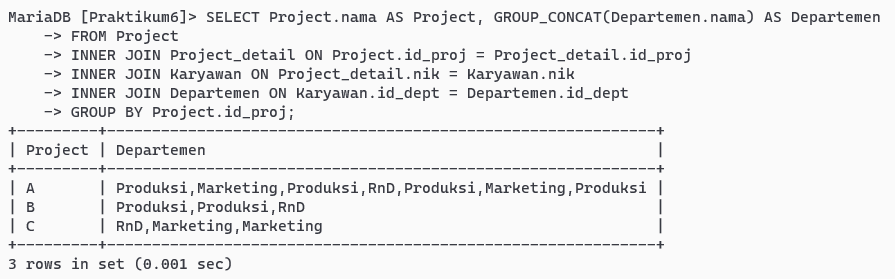 MariaDB [Praktikum6]> SELECT Project.nama AS Project, GROUP_CONCAT(Departemen.nama) AS Departemen
    -> FROM Project
    -> INNER JOIN Project_detail ON Project.id_proj = Project_detail.id_proj
    -> INNER JOIN Karyawan ON Project_detail.nik = Karyawan.nik
    -> INNER JOIN Departemen ON Karyawan.id_dept = Departemen.id_dept
    -> GROUP BY Project.id_proj;
+---------+-------------------------------------------------------------+
| Project | Departemen                                                  |
+---------+-------------------------------------------------------------+
| A       | Produksi,Marketing,Produksi,RnD,Produksi,Marketing,Produksi |
| B       | Produksi,Produksi,RnD                                       |
| C       | RnD,Marketing,Marketing                                     |
+---------+-------------------------------------------------------------+
3 rows in set (0.001 sec)